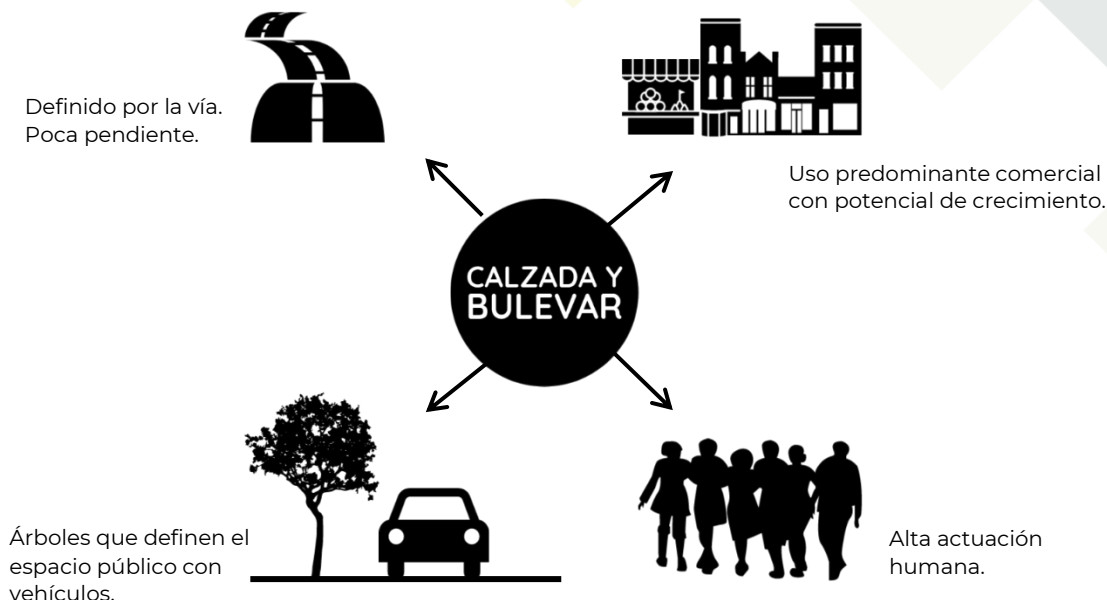 Definido por la vía.
Poca pendiente.
Uso predominante comercial
con potencial de crecimiento.
CALZADA Y
BULEVAR
Árboles que definen el
espacio público con
vehículos.
Alta actuación
humana.